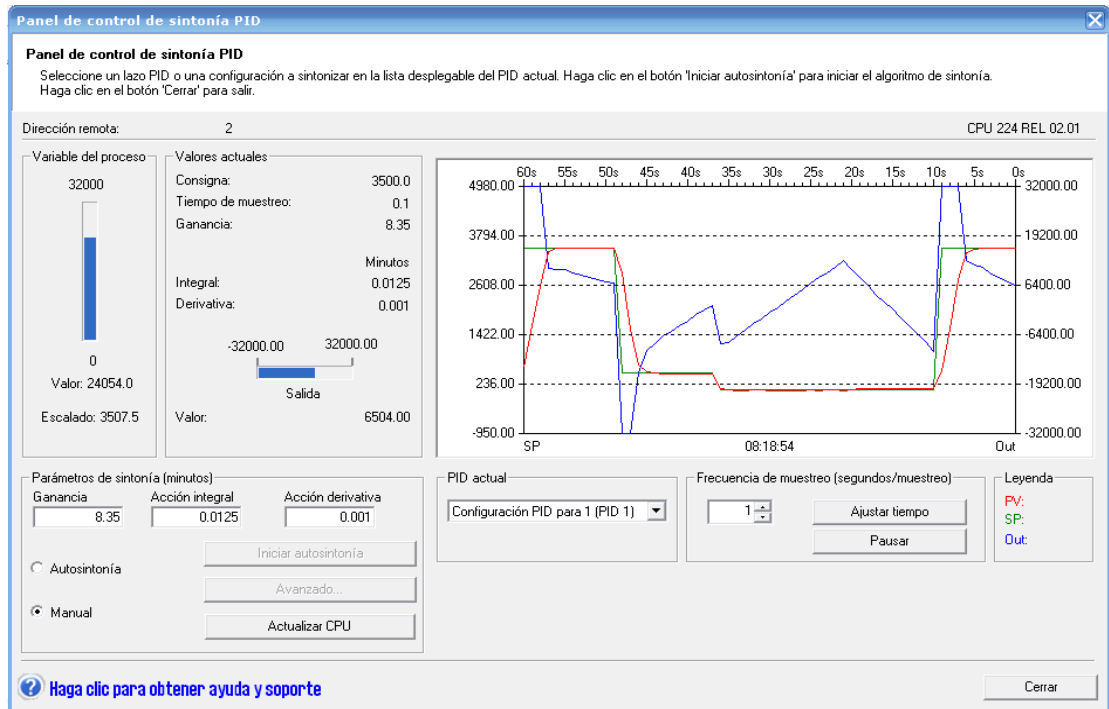 Panel de control de sintonía PID
Panel de control de sintonía PID
Seleccione un lazo PID o una configuración a sintonizar en la lista desplegable del PID actual. Haga clic en el botón 'Iniciar autosintonía' para iniciar el algoritmo de sintonía.
Haga clic en el botón 'Cerrar' para salir.
Dirección remota: 2 CPU 224 REL 02.01
Variable del proceso
32000
0
Valor: 24054.0
Escalado: 3507.5
Valores actuales
Consigna: 3500.0
Tiempo de muestreo: 0.1
Ganancia: 8.35
Minutos
Integral: 0.0125
Derivativa: 0.001
-32000.00 32000.00
Salida
Valor: 6504.00
60s 55s 50s 45s 40s 35s 30s 25s 20s 15s 10s 5s 0s
4980.00 32000.00
3794.00 19200.00
2608.00 6400.00
1422.00 -6400.00
236.00 -19200.00
-950.00 -32000.00
SP 08:18:54 Out
Parámetros de sintonía (minutos)
Ganancia Acción integral Acción derivativa
8.35 0.0125 0.001
Iniciar autosintonía
Autosintonía
Avanzado...
Manual
Actualizar CPU
PID actual
Configuración PID para 1 (PID 1)
Frecuencia de muestreo (segundos/muestreo)
1 Ajustar tiempo
Pausar
Leyenda
PV:
SP:
Out:
Haga clic para obtener ayuda y soporte
Cerrar